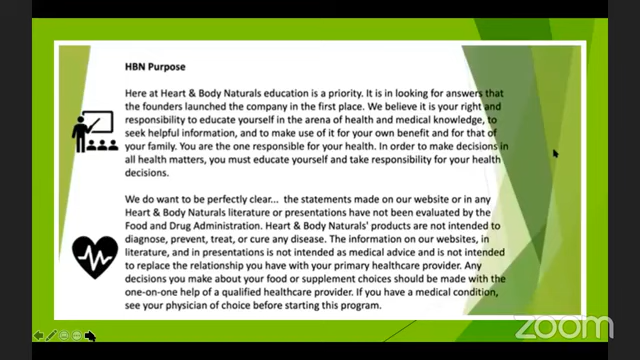 HBN Purpose
Here at Heart & Body Naturals education is a priority. It is in looking for answers that
the founders launched the company in the first place. We believe it is your right and
responsibility to educate yourself in the arena of health and medical knowledge, to
seek helpful information, and to make use of it for your own benefit and for that of
your family. You are the one responsible for your health. In order to make decisions in
all health matters, you must educate yourself and take responsibility for your health
decisions.
We do want to be perfectly clear... the statements made on our website or in any
Heart & Body Naturals literature or presentations have not been evaluated by the
Food and Drug Administration. Heart & Body Naturals' products are not intended to
diagnose, prevent, treat, or cure any disease. The information on our websites, in
literature, and in presentations is not intended as medical advice and is not intended
to replace the relationship you have with your primary healthcare provider. Any
decisions you make about your food or supplement choices should be made with the
one-on-one help of a qualified healthcare provider. If you have a medical condition,
see your physician of choice before starting this program.
zoom